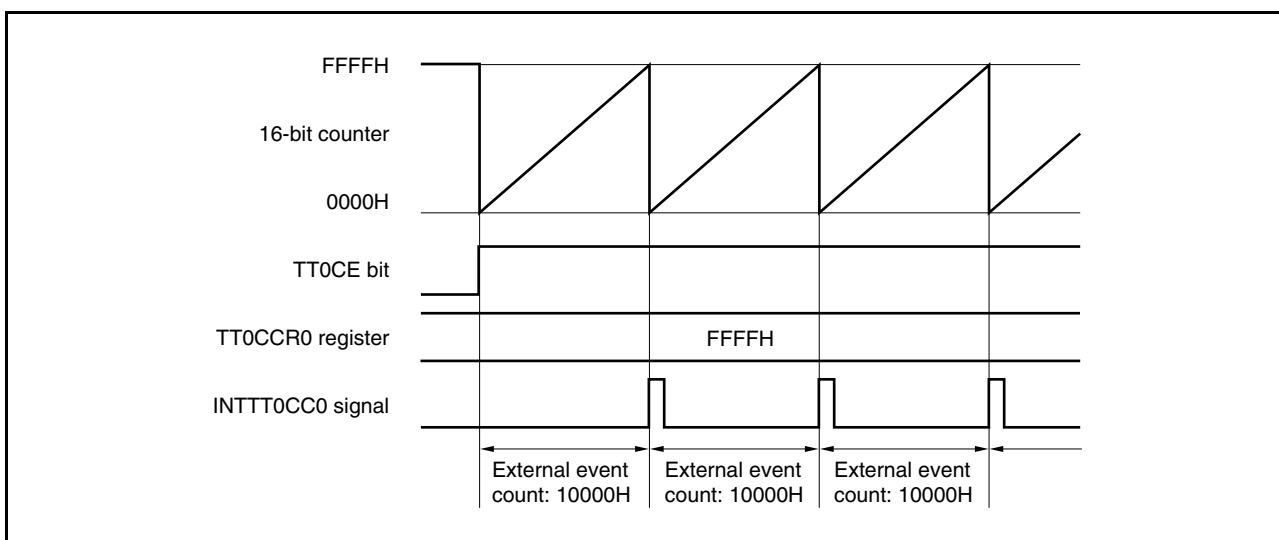 FFFFH
16-bit counter
0000H
TT0CE bit
TT0CCR0 register
FFFFH
INTTT0CC0 signal
External event
count: 10000H
External event
count: 10000H
External event
count: 10000H